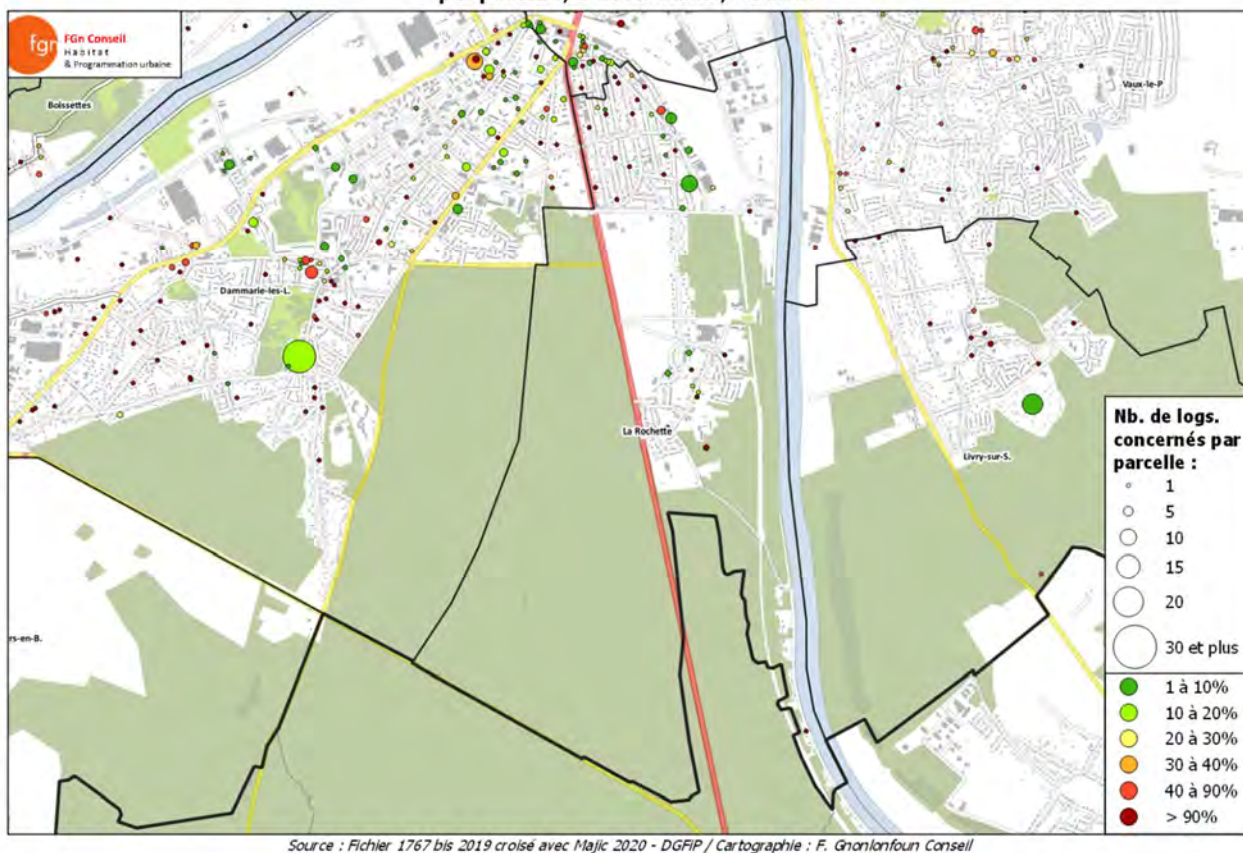 fgn
FGn Conseil
Habitat
& Programmation urbaine
Boissettes
Vaux-le-P
Dammarie-les-L.
La Rochette
Livry-sur-S.
rs-en-B.
Nb. de logs.
concernés par
parcelle :
1
5
10
15
20
30 et plus
1 à 10%
10 à 20%
20 à 30%
30 à 40%
40 à 90%
> 90%
Source : Fichier 1767 bis 2019 croisé avec Majic 2020 - DGFiP / Cartographie : F. Gnonlonfoun Conseil